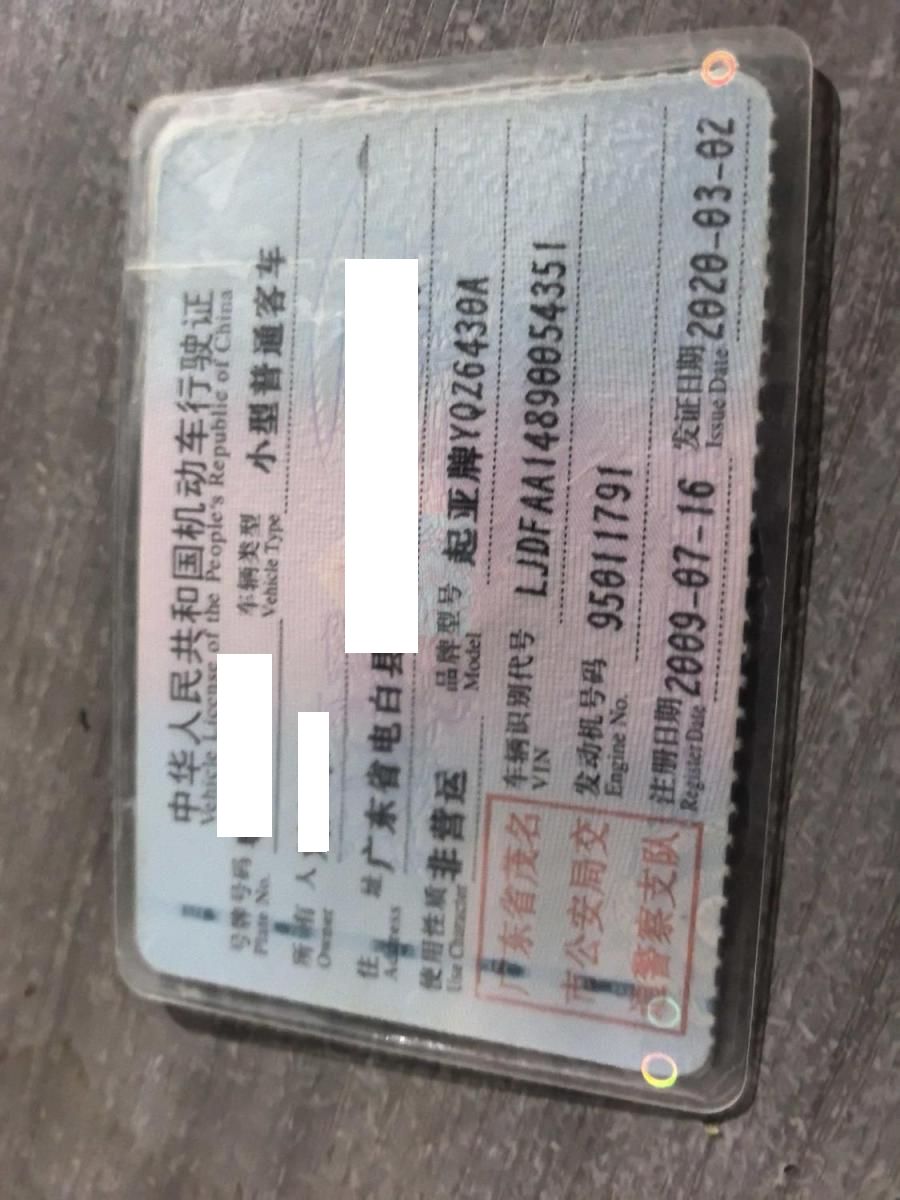 中华人民共和国机动车行驶证
Vehicle License of the People's Republic of China
号牌号码 车辆类型 小型普通客车
Plate No. Vehicle Type
所有人
Owner
住址 广东省电白县
Address
使用性质 非营运 品牌型号 起亚牌YQZ6430A
Use Character Model
广东省茂名
市公安局交
通警察支队
车辆识别代号 LJDFAA14890054351
VIN
发动机号码 95011791
Engine No.
注册日期 2009-07-16 发证日期 2020-03-02
Register Date Issue Date